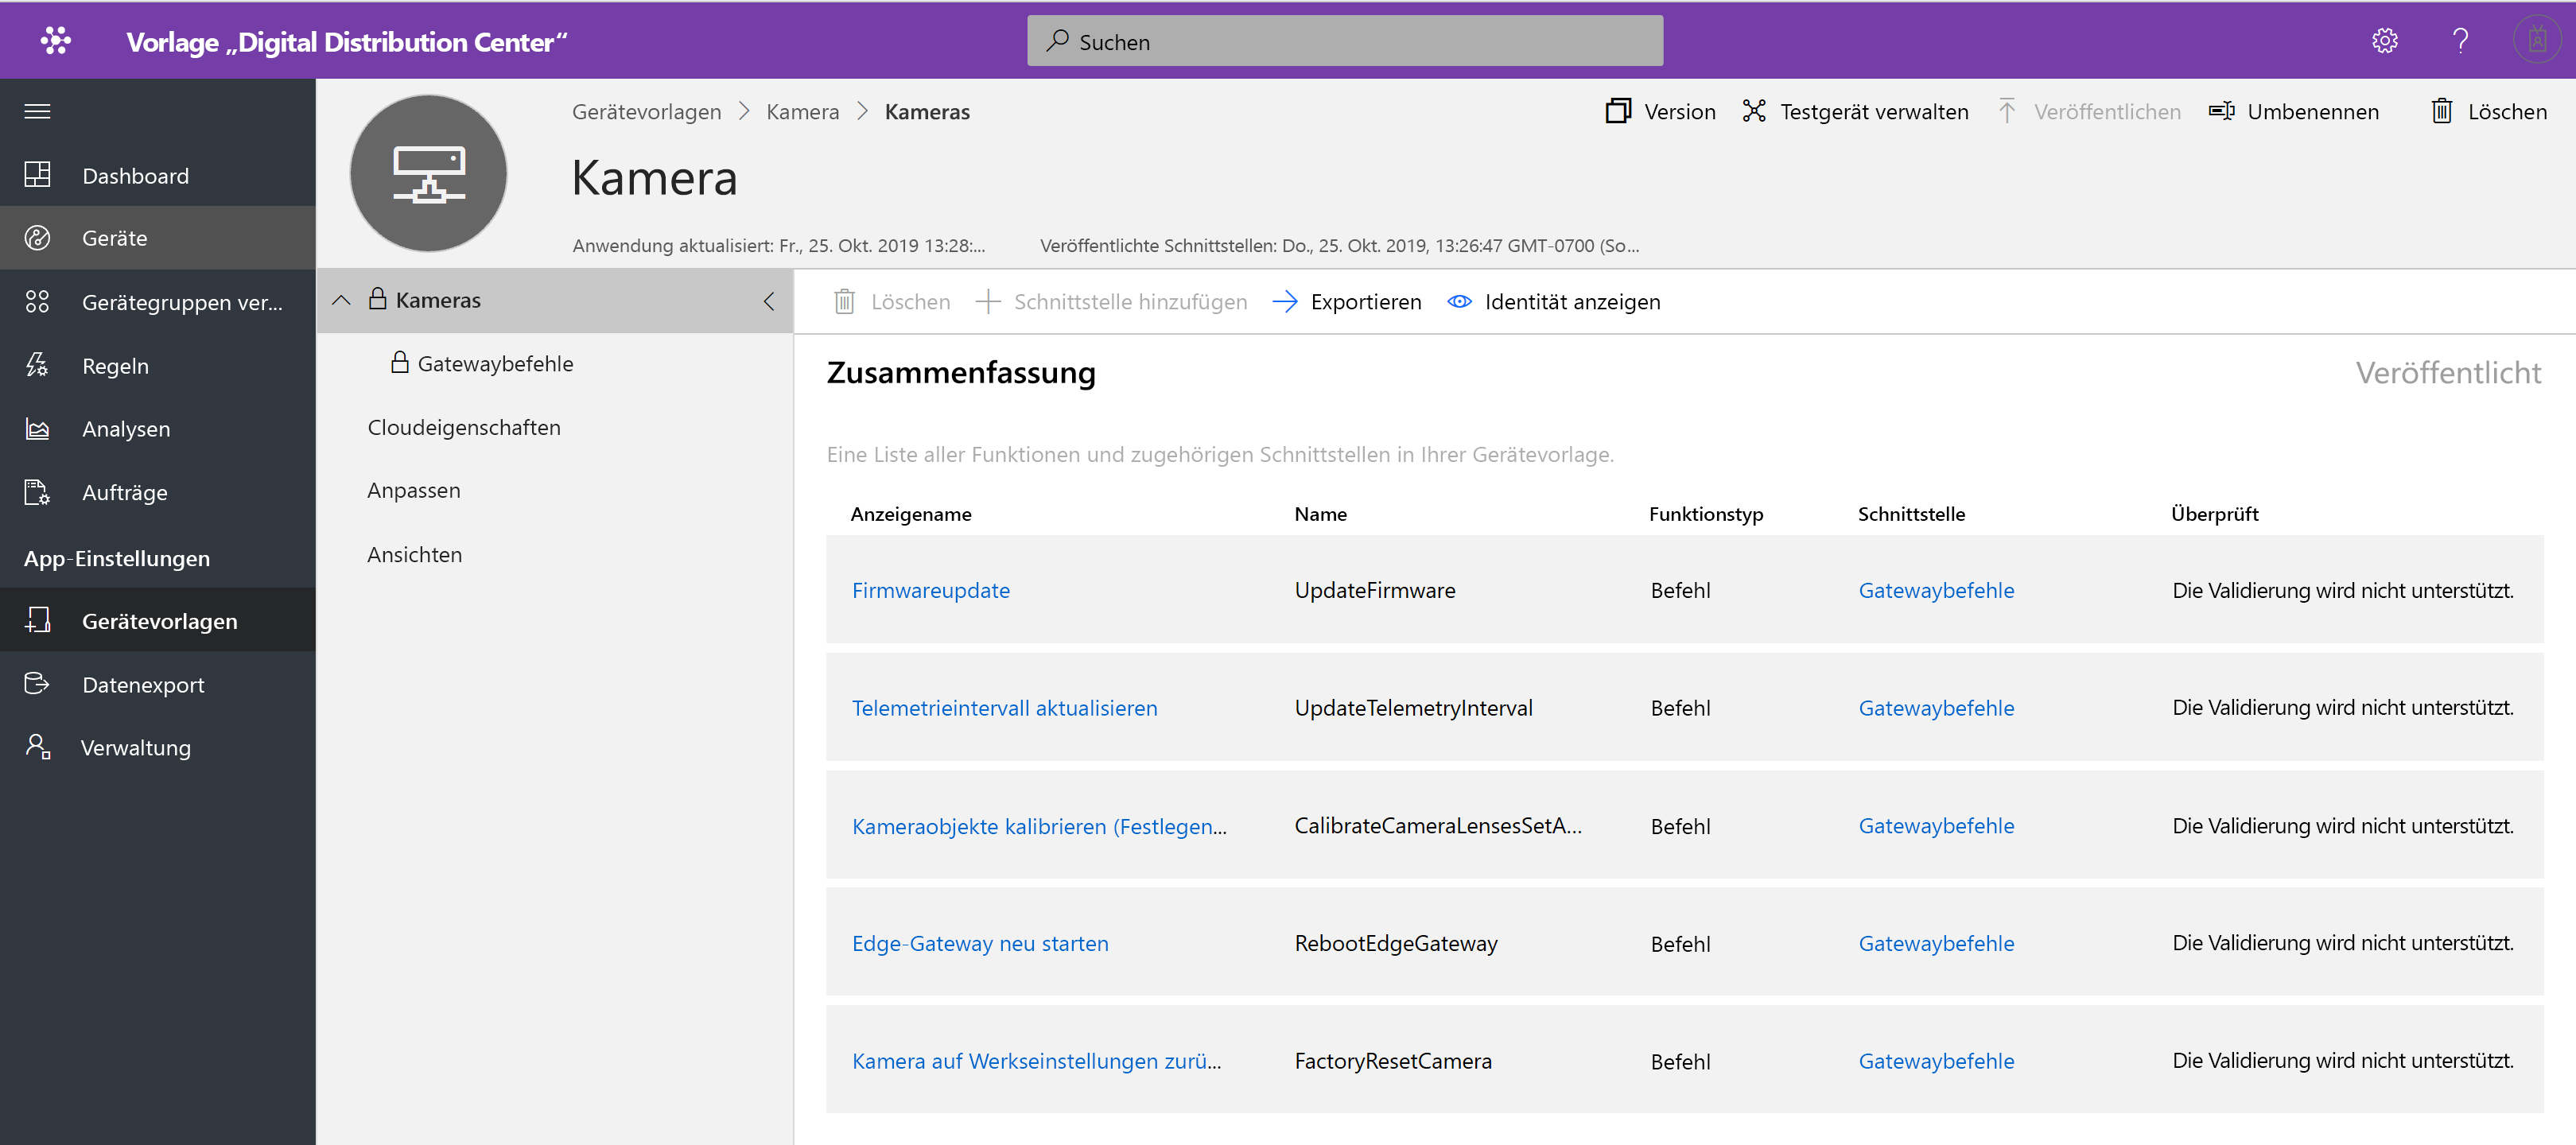 Vorlage „Digital Distribution Center“
Suchen
Dashboard
Geräte
Gerätegruppen ver...
Regeln
Analysen
Aufträge
App-Einstellungen
Gerätevorlagen
Datenexport
Verwaltung
Gerätevorlagen > Kamera > Kameras
Version
Testgerät verwalten
Veröffentlichen
Umbenennen
Löschen
Kamera
Anwendung aktualisiert: Fr., 25. Okt. 2019 13:28:...
Veröffentlichte Schnittstellen: Do., 25. Okt. 2019, 13:26:47 GMT-0700 (So...
Kameras
Gatewaybefehle
Cloudeigenschaften
Anpassen
Ansichten
Löschen
Schnittstelle hinzufügen
Exportieren
Identität anzeigen
Zusammenfassung
Veröffentlicht
Eine Liste aller Funktionen und zugehörigen Schnittstellen in Ihrer Gerätevorlage.
Anzeigename Name Funktionstyp Schnittstelle Überprüft
Firmwareupdate UpdateFirmware Befehl Gatewaybefehle Die Validierung wird nicht unterstützt.
Telemetrieintervall aktualisieren UpdateTelemetryInterval Befehl Gatewaybefehle Die Validierung wird nicht unterstützt.
Kameraobjekte kalibrieren (Festlegen... CalibrateCameraLensesSetA... Befehl Gatewaybefehle Die Validierung wird nicht unterstützt.
Edge-Gateway neu starten RebootEdgeGateway Befehl Gatewaybefehle Die Validierung wird nicht unterstützt.
Kamera auf Werkseinstellungen zurü... FactoryResetCamera Befehl Gatewaybefehle Die Validierung wird nicht unterstützt.